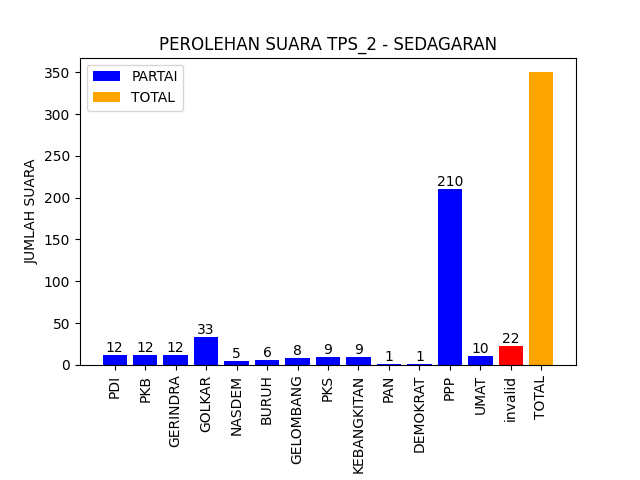 PEROLEHAN SUARA TPS_2 - SEDAGARAN
PARTAI
TOTAL
JUMLAH SUARA
350
300
250
200
150
100
50
0
12
12
12
33
5
6
8
9
9
1
1
210
10
22
PDI
PKB
GERINDRA
GOLKAR
NASDEM
BURUH
GELOMBANG
PKS
KEBANGKITAN
PAN
DEMOKRAT
PPP
UMAT
invalid
TOTAL